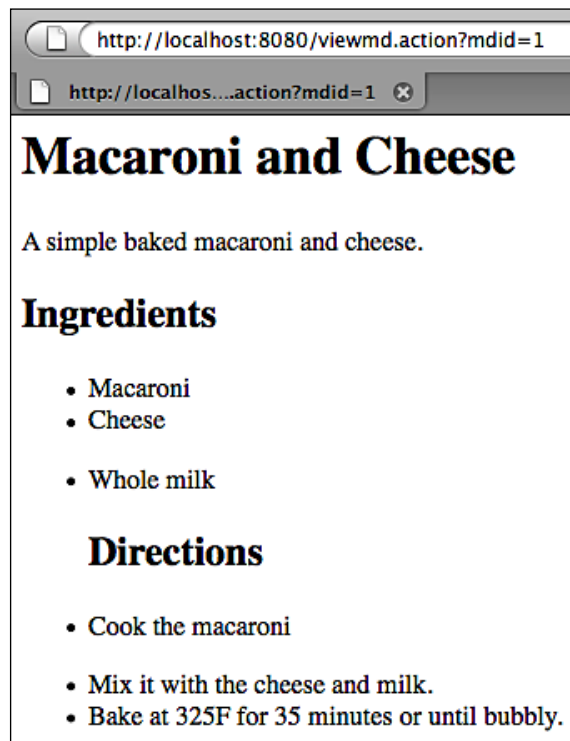 http://localhost:8080/viewmd.action?mdid=1
http://localhos....action?mdid=1
Macaroni and Cheese
A simple baked macaroni and cheese.
Ingredients
• Macaroni
• Cheese
• Whole milk
Directions
• Cook the macaroni
• Mix it with the cheese and milk.
• Bake at 325F for 35 minutes or until bubbly.